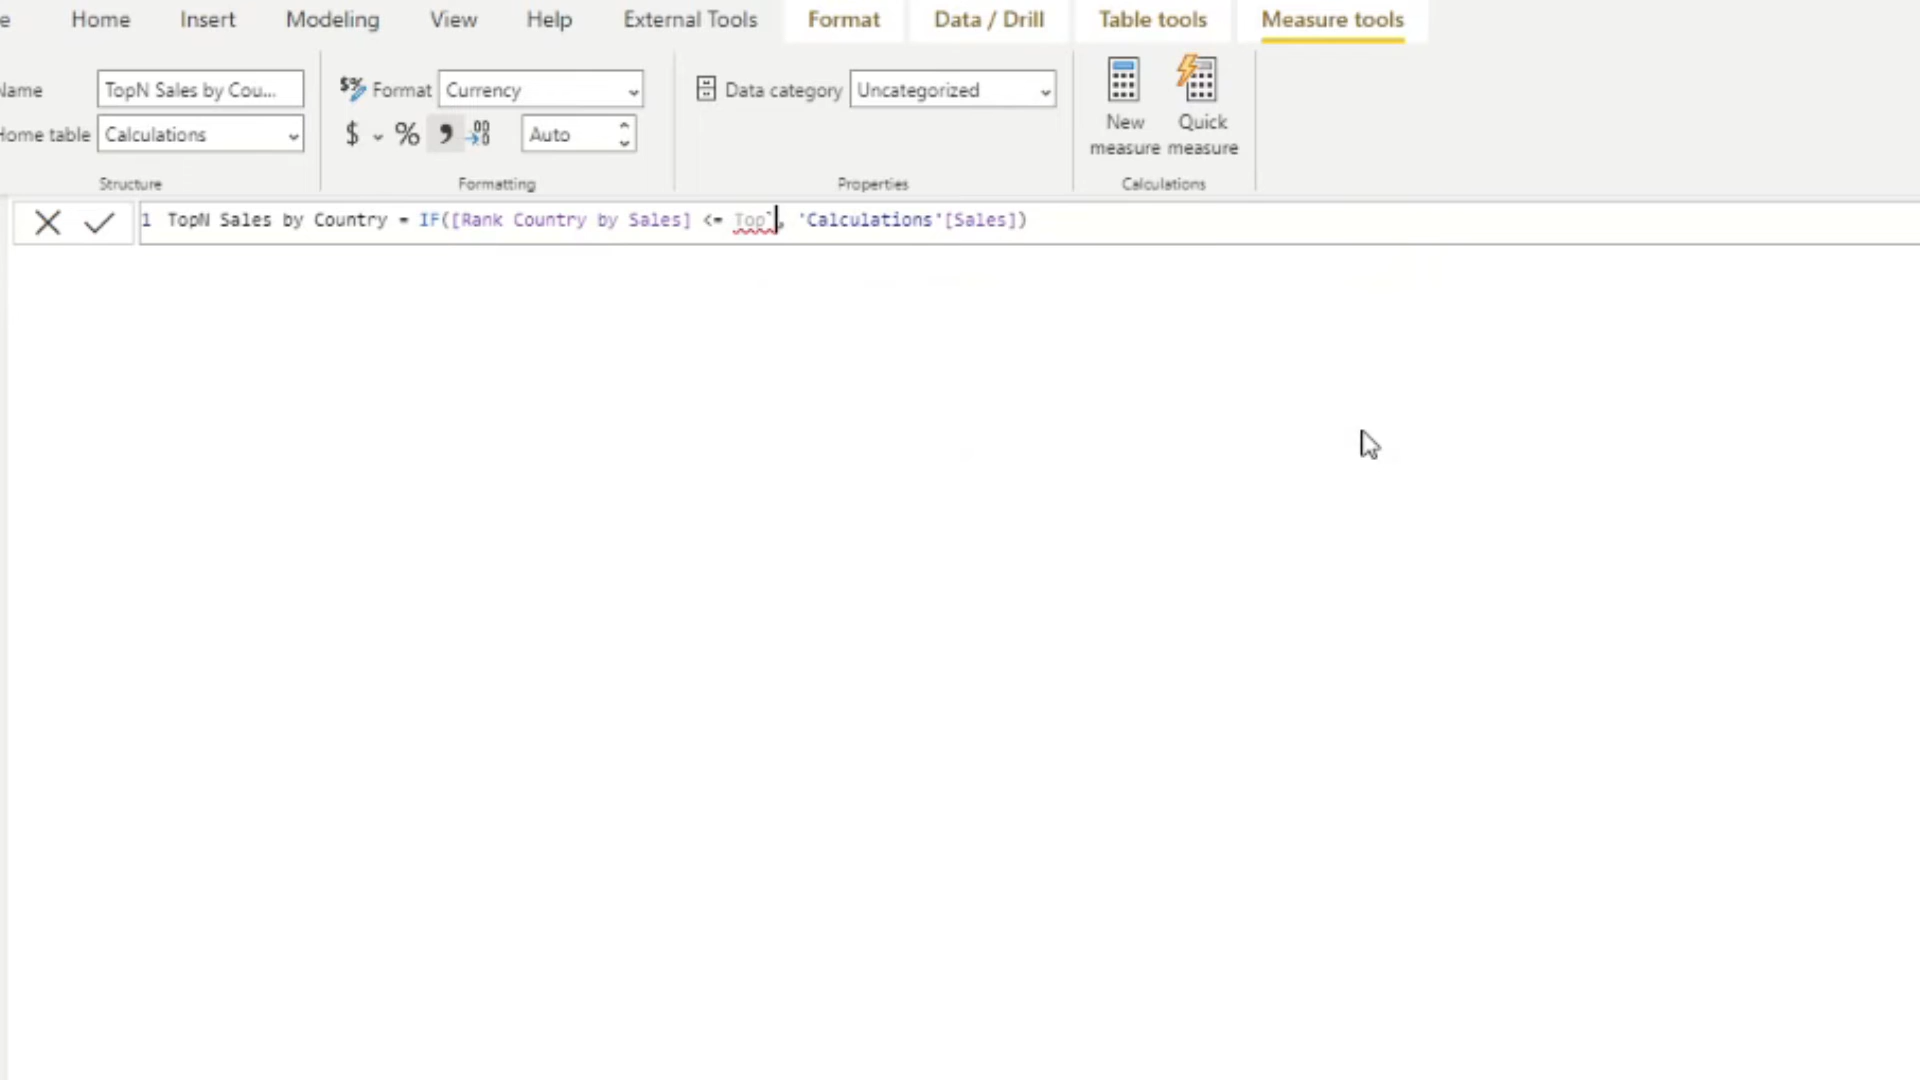 e Home Insert Modeling View Help External Tools Format Data / Drill Table tools Measure tools
Name TopN Sales by Cou...
Home table Calculations
Structure
Format Currency
$ % , .00 Auto
Formatting
Data category Uncategorized
Properties
New measure
Quick measure
Calculations
1 TopN Sales by Country = IF([Rank Country by Sales] <= Top`, 'Calculations'[Sales])